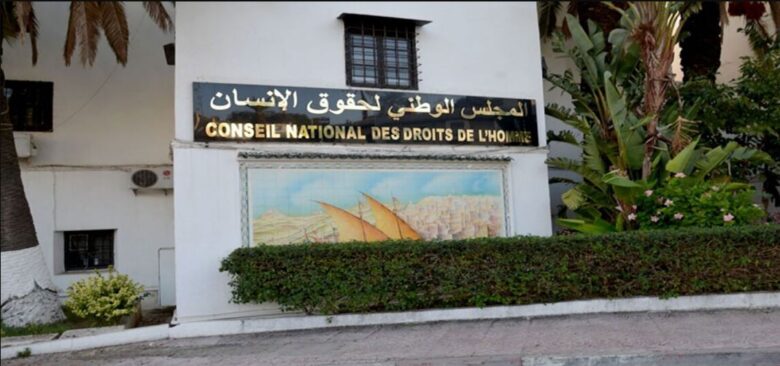 المجلس الوطني لحقوق الإنسان
CONSEIL NATIONAL DES DROITS DE L'HOMME